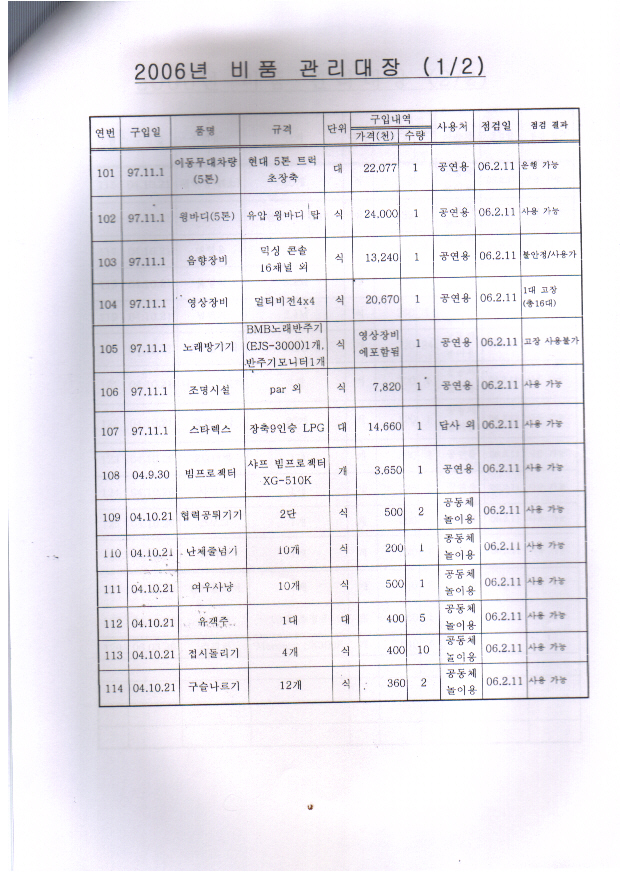 2006년 비품 관리대장 (1/2)
연번 구입일 품명 규격 단위 구입내역 사용처 점검일 점검 결과
가격(천) 수량
101 97.11.1 이동무대차량 (5톤) 현대 5톤 트럭 초장축 대 22,077 1 공연용 06.2.11 운행 가능
102 97.11.1 윙바디(5톤) 유압 윙바디 탑 식 24,000 1 공연용 06.2.11 사용 가능
103 97.11.1 음향장비 믹싱 콘솔 16채널 외 식 13,240 1 공연용 06.2.11 불안정/사용가
104 97.11.1 영상장비 멀티비전4x4 식 20,670 1 공연용 06.2.11 1대 고장 (총16대)
105 97.11.1 노래방기기 BMB노래반주기 (EJS-3000)1개, 반주기모니터1개 식 영상장비 에포함됨 1 공연용 06.2.11 고장 사용불가
106 97.11.1 조명시설 par 외 식 7,820 1 공연용 06.2.11 사용 가능
107 97.11.1 스타렉스 장축9인승 LPG 대 14,660 1 답사 외 06.2.11 사용 가능
108 04.9.30 빔프로젝터 샤프 빔프로젝터 XG-510K 개 3,650 1 공연용 06.2.11 사용 가능
109 04.10.21 협력공튀기기 2단 식 500 2 공동체 놀이용 06.2.11 사용 가능
110 04.10.21 단체줄넘기 10개 식 200 1 공동체 놀이용 06.2.11 사용 가능
111 04.10.21 여우사냥 10개 식 500 1 공동체 놀이용 06.2.11 사용 가능
112 04.10.21 유객주 1대 대 400 5 공동체 놀이용 06.2.11 사용 가능
113 04.10.21 접시돌리기 4개 식 400 10 공동체 놀이용 06.2.11 사용 가능
114 04.10.21 구슬나르기 12개 식 360 2 공동체 놀이용 06.2.11 사용 가능